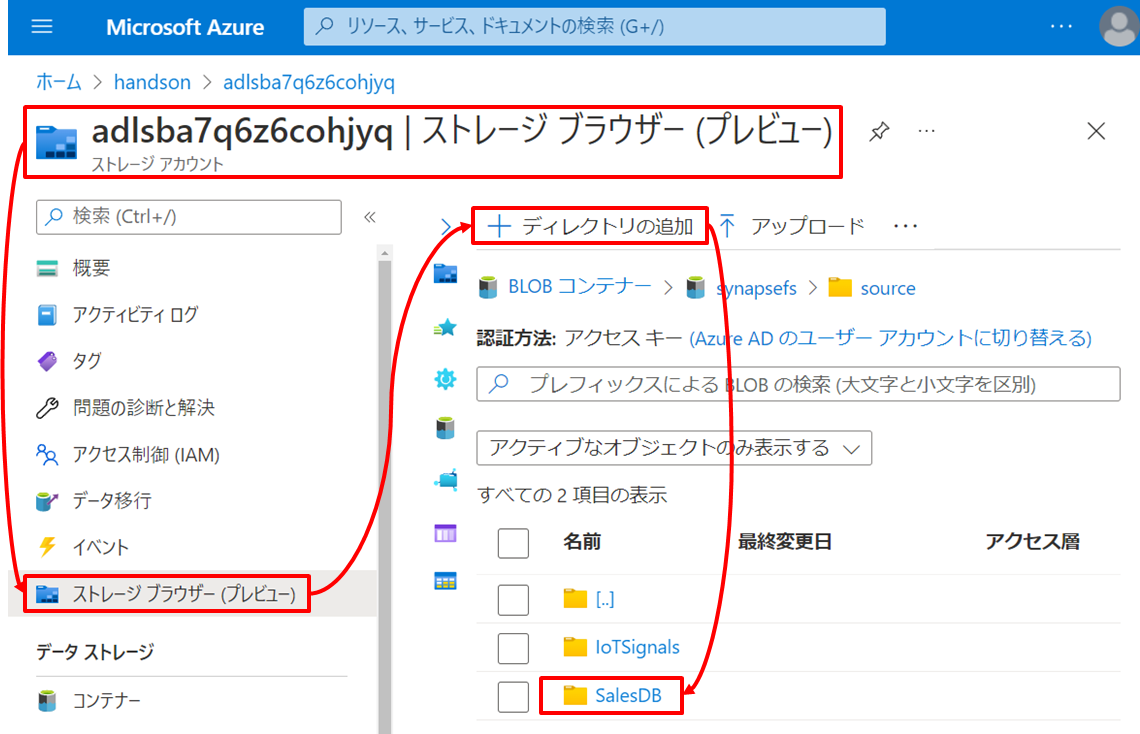 Microsoft Azure
リソース、サービス、ドキュメントの検索 (G+/)
ホーム > handson > adlsba7q6z6cohjyq
adlsba7q6z6cohjyq | ストレージ ブラウザー (プレビュー)
ストレージ アカウント
検索 (Ctrl+/)
概要
アクティビティ ログ
タグ
問題の診断と解決
アクセス制御 (IAM)
データ移行
イベント
ストレージ ブラウザー (プレビュー)
データ ストレージ
コンテナー
ディレクトリの追加
アップロード
BLOB コンテナー > synapsefs > source
認証方法: アクセス キー (Azure AD のユーザー アカウントに切り替える)
プレフィックスによる BLOB の検索 (大文字と小文字を区別)
アクティブなオブジェクトのみ表示する
すべての 2 項目の表示
名前 最終変更日 アクセス層
[..]
IoTSignals
SalesDB